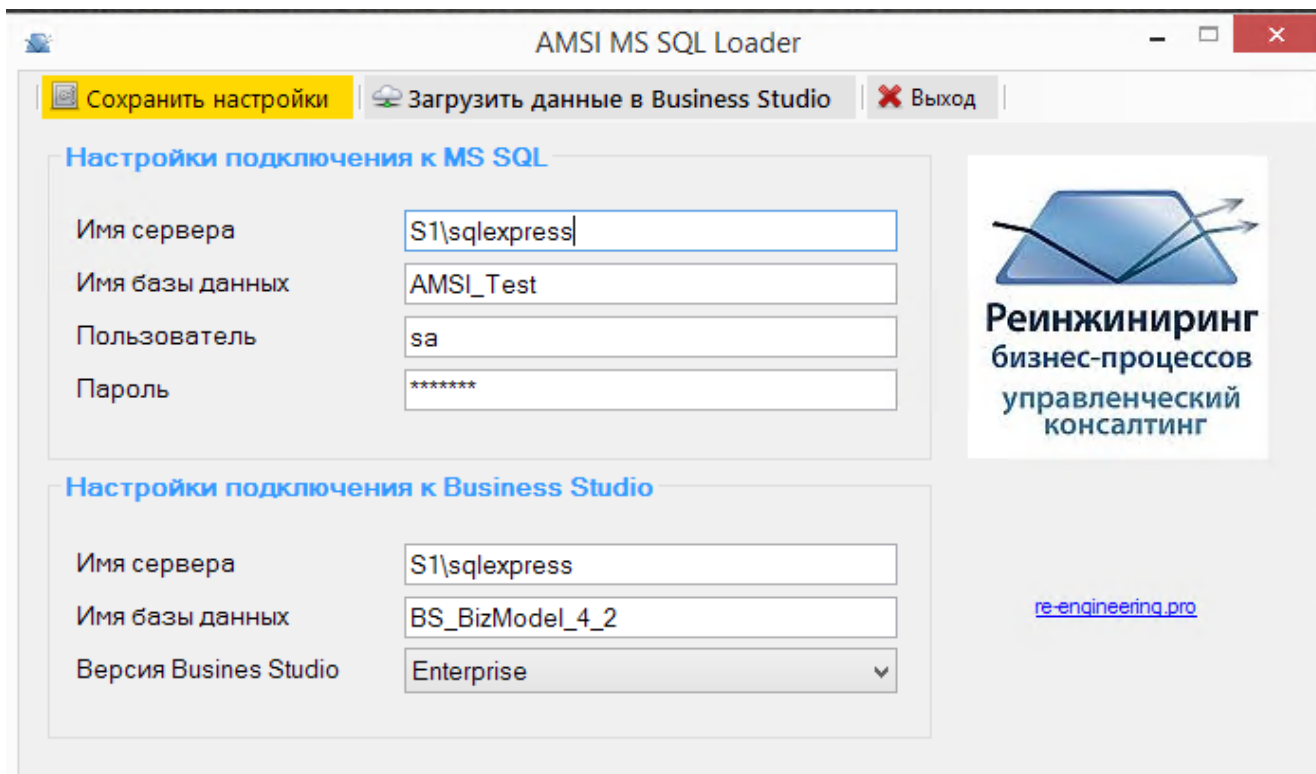 AMSI MS SQL Loader
Сохранить настройки Загрузить данные в Business Studio Выход
Настройки подключения к MS SQL
Имя сервера S1\sqlexpress
Имя базы данных AMSI_Test
Пользователь sa
Пароль *******
Реинжиниринг
бизнес-процессов
управленческий
консалтинг
Настройки подключения к Business Studio
Имя сервера S1\sqlexpress
Имя базы данных BS_BizModel_4_2
Версия Busines Studio Enterprise
re-engineering.pro